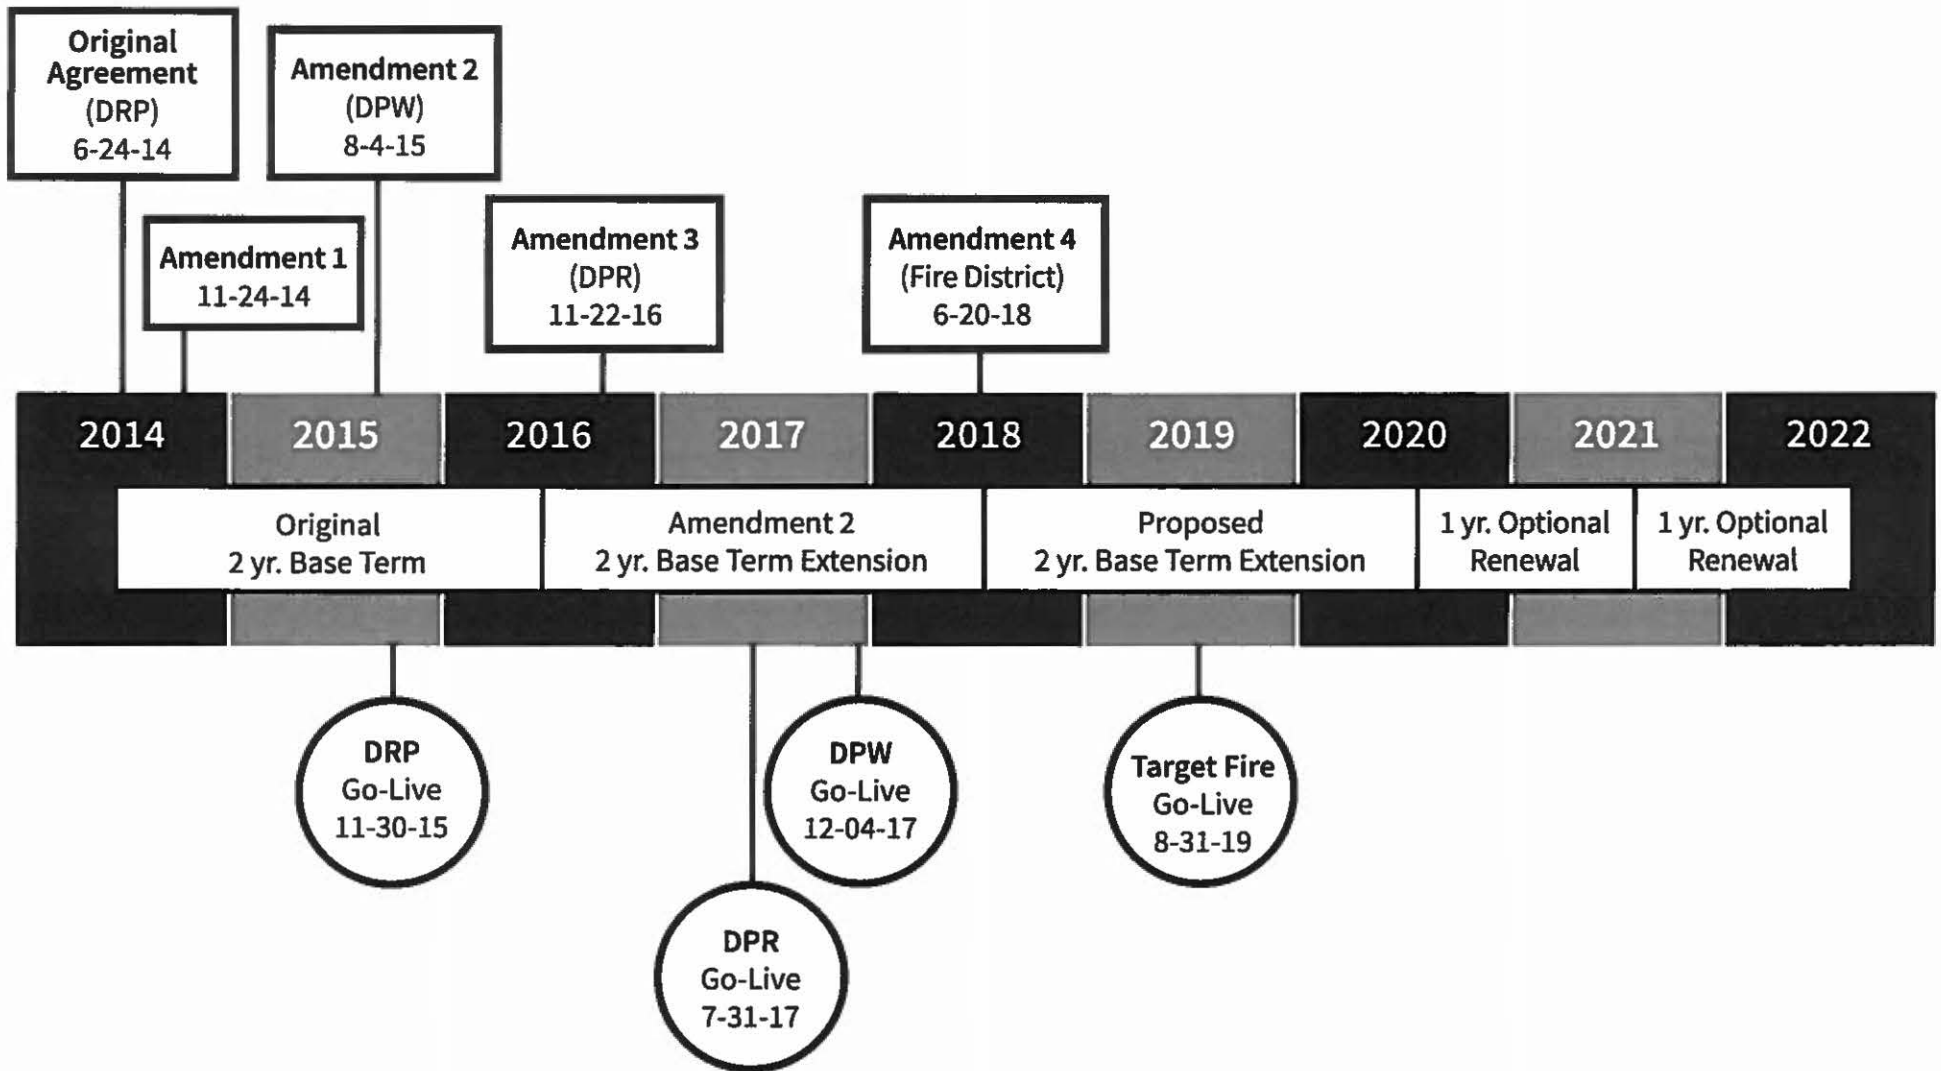 Original
Agreement
(DRP)
6-24-14
Amendment 2
(DPW)
8-4-15
Amendment 1
11-24-14
Amendment 3
(DPR)
11-22-16
Amendment 4
(Fire District)
6-20-18
2014
2015
2016
2017
2018
2019
2020
2021
2022
Original
2 yr. Base Term
Amendment 2
2 yr. Base Term Extension
Proposed
2 yr. Base Term Extension
1 yr. Optional
Renewal
1 yr. Optional
Renewal
DRP
Go-Live
11-30-15
DPW
Go-Live
12-04-17
Target Fire
Go-Live
8-31-19
DPR
Go-Live
7-31-17